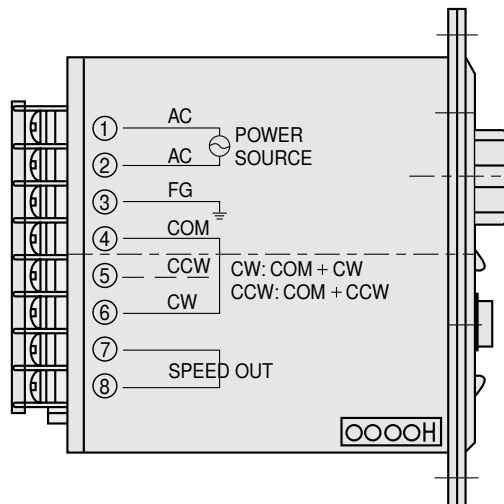 ① AC
② AC
POWER
SOURCE
③ FG
④ COM
⑤ CCW
⑥ CW
CW: COM + CW
CCW: COM + CCW
⑦
⑧
SPEED OUT
OOOOH